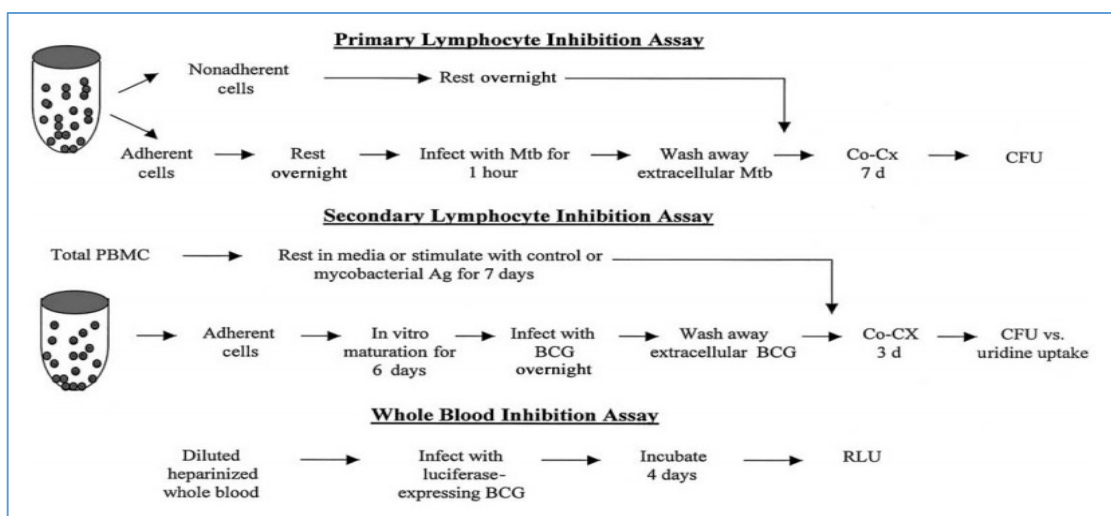 Primary Lymphocyte Inhibition Assay
Nonadherent
cells
Rest overnight
Adherent
cells
Rest
overnight
Infect with Mtb for
1 hour
Wash away
extracellular Mtb
Co-Cx
7 d
CFU
Secondary Lymphocyte Inhibition Assay
Total PBMC
Rest in media or stimulate with control or
mycobacterial Ag for 7 days
Adherent
cells
In vitro
maturation for
6 days
Infect with
BCG
overnight
Wash away
extracellular BCG
Co-CX
3 d
CFU vs.
uridine uptake
Whole Blood Inhibition Assay
Diluted
heparinized
whole blood
Infect with
luciferase-
expressing BCG
Incubate
4 days
RLU